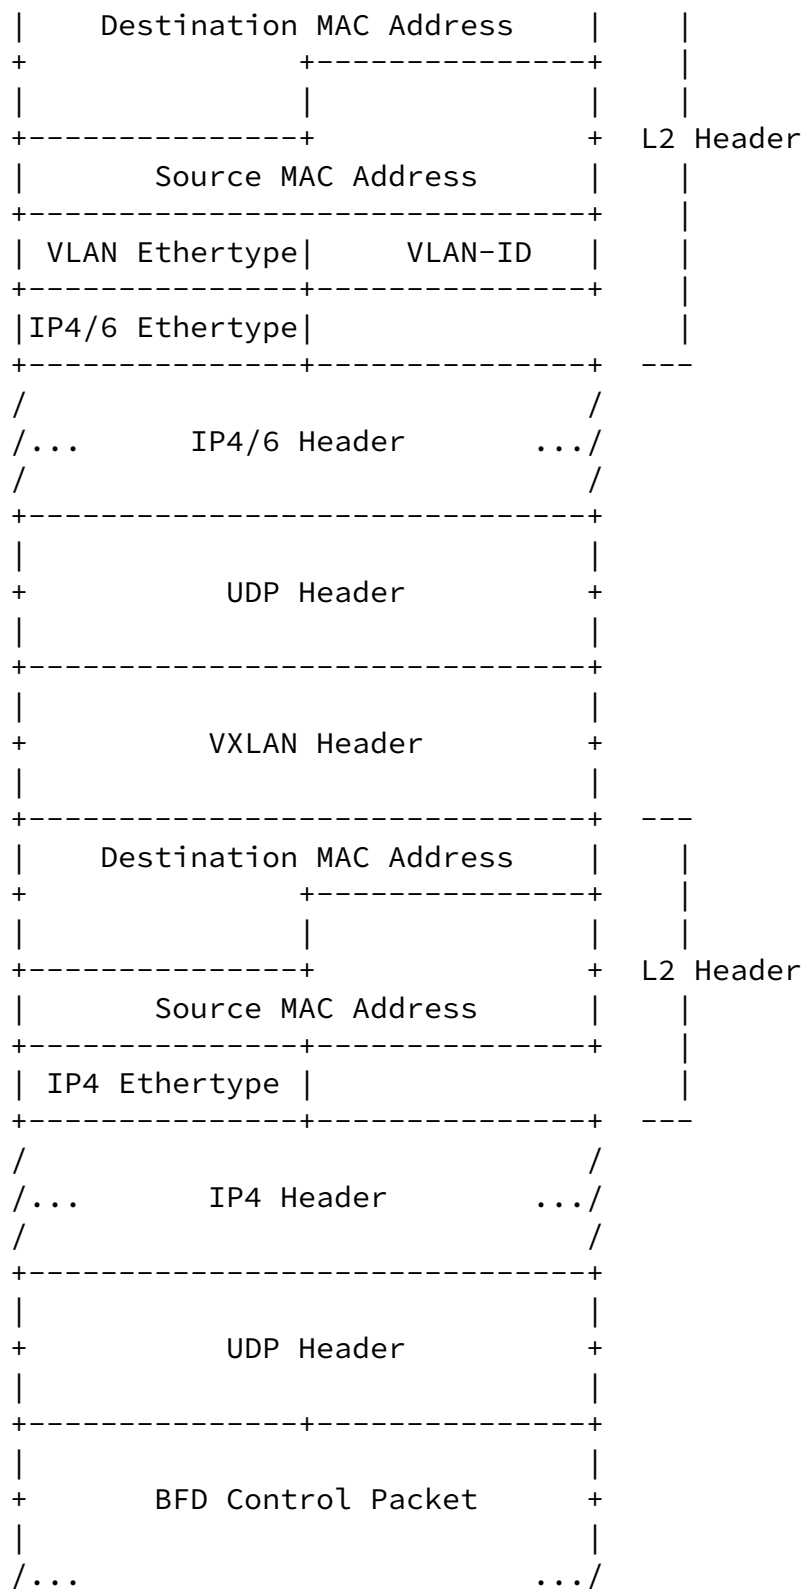 |    Destination MAC Address    |    |
+               +---------------+    |
|               |               |    |
+---------------+               +  L2 Header
|       Source MAC Address      |    |
+-------------------------------+    |
| VLAN Ethertype|     VLAN-ID   |    |
+---------------+---------------+    |
|IP4/6 Ethertype|                    |
+---------------+---------------+  ---
/                               /
/...      IP4/6 Header       .../
/                               /
+-------------------------------+
|                               |
+           UDP Header          +
|                               |
+-------------------------------+
|                               |
+          VXLAN Header         +
|                               |
+-------------------------------+  ---
|    Destination MAC Address    |    |
+               +---------------+    |
|               |               |    |
+---------------+               +  L2 Header
|       Source MAC Address      |    |
+---------------+---------------+    |
| IP4 Ethertype |                    |
+---------------+---------------+  ---
/                               /
/...       IP4 Header        .../
/                               /
+-------------------------------+
|                               |
+           UDP Header          +
|                               |
+---------------+---------------+
|                               |
+       BFD Control Packet      +
|                               |
/...                         .../